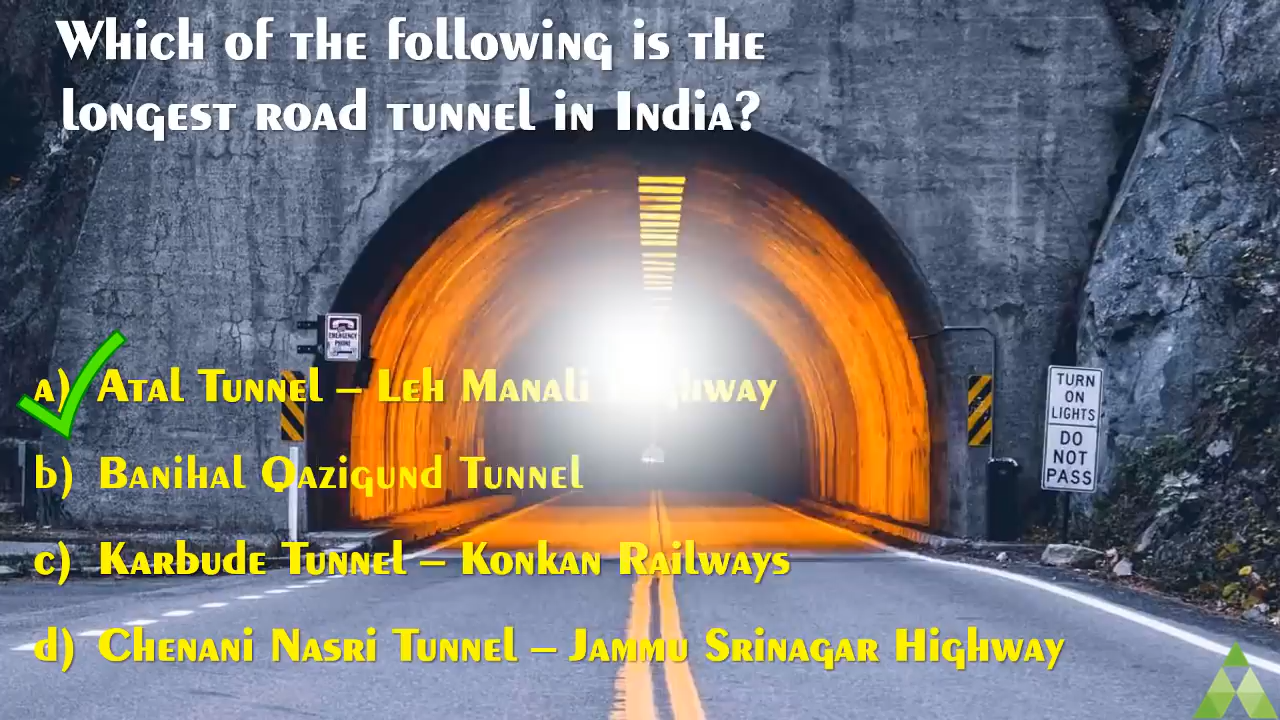 Which of the following is the
longest road tunnel in India?
EMERGENCY
PHONE
a) Atal Tunnel – Leh Manali Highway
TURN
ON
LIGHTS
DO
NOT
PASS
b) Banihal Qazigund Tunnel
c) Karbude Tunnel – Konkan Railways
d) Chenani Nasri Tunnel – Jammu Srinagar Highway